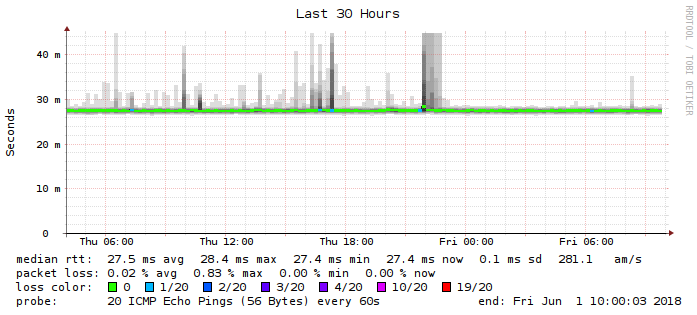 Last 30 Hours
RRDTOOL / TOBI OETIKER
Seconds
40 m
30 m
20 m
10 m
0
Thu 06:00 Thu 12:00 Thu 18:00 Fri 00:00 Fri 06:00
median rtt: 27.5 ms avg 28.4 ms max 27.4 ms min 27.4 ms now 0.1 ms sd 281.1 am/s
packet loss: 0.02 % avg 0.83 % max 0.00 % min 0.00 % now
loss color: 0 1/20 2/20 3/20 4/20 10/20 19/20
probe: 20 ICMP Echo Pings (56 Bytes) every 60s end: Fri Jun 1 10:00:03 2018